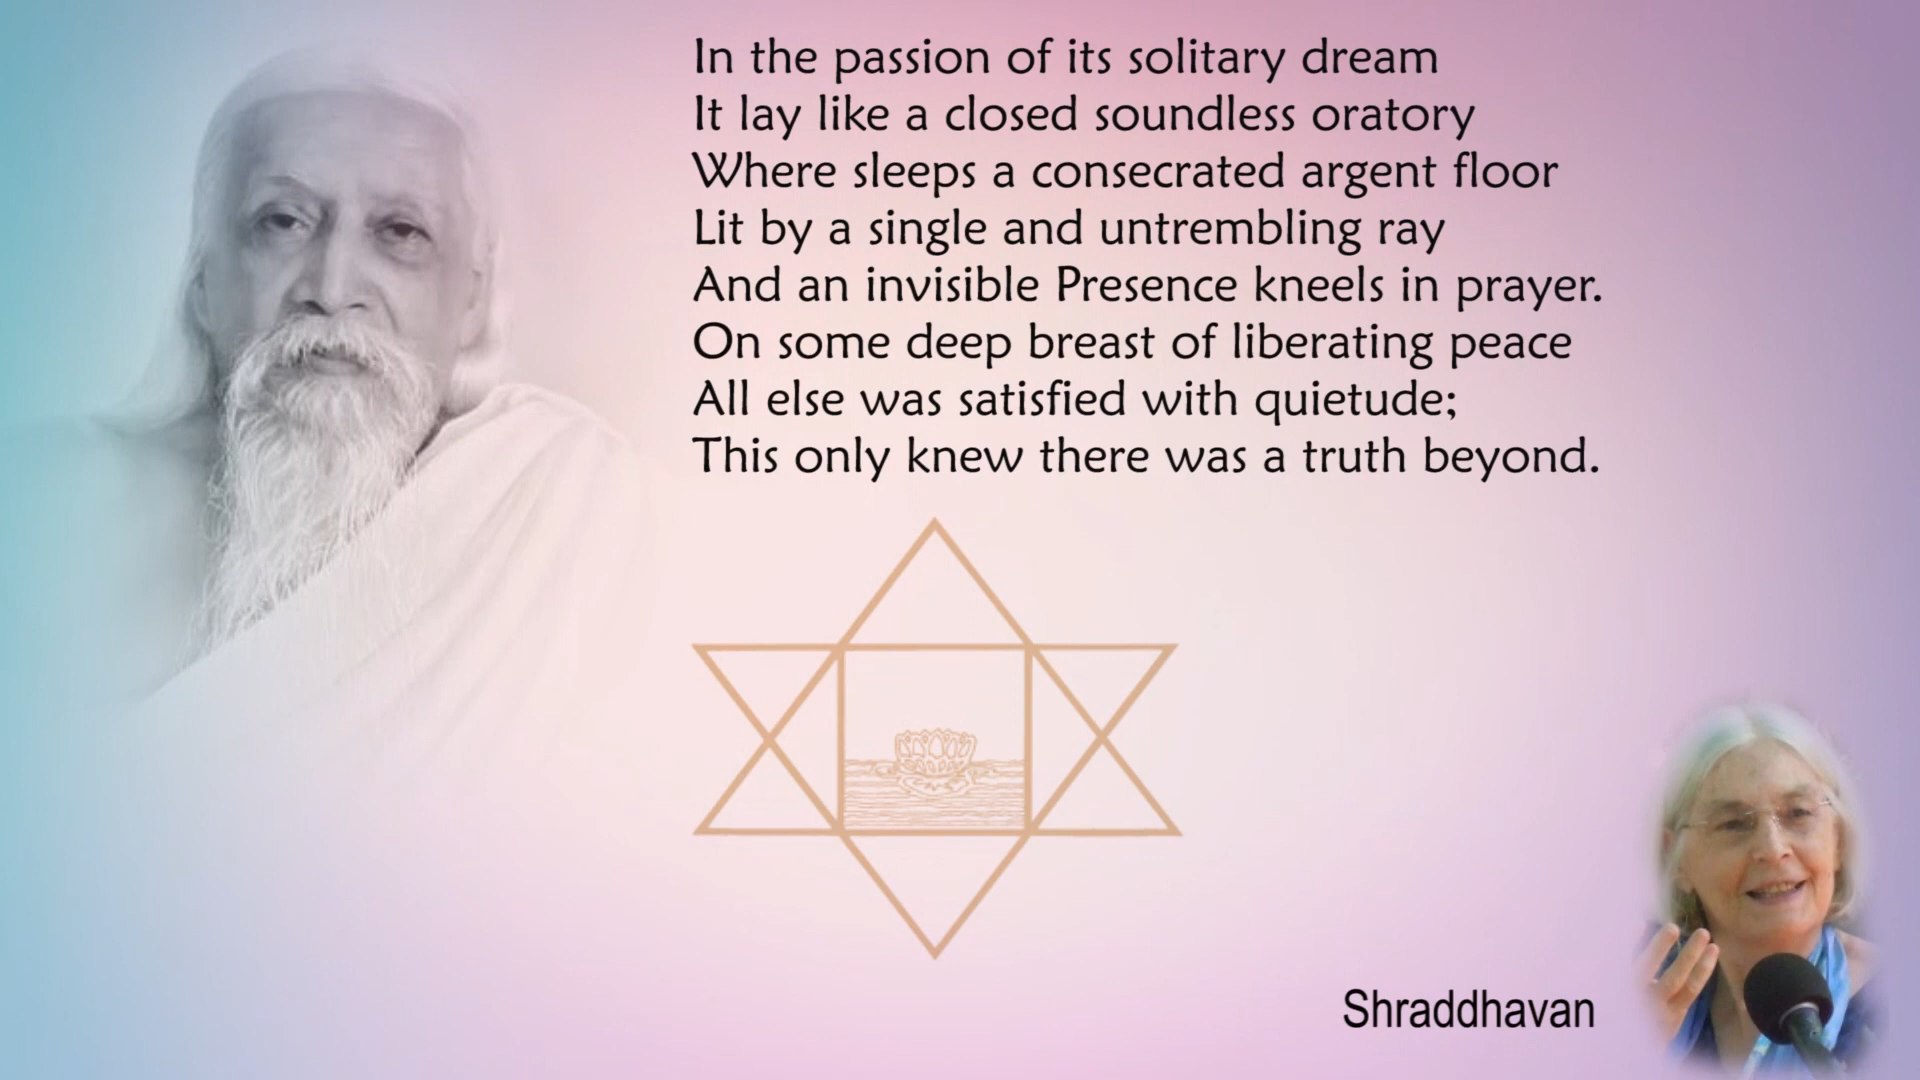 In the passion of its solitary dream
It lay like a closed soundless oratory
Where sleeps a consecrated argent floor
Lit by a single and untrembling ray
And an invisible Presence kneels in prayer.
On some deep breast of liberating peace
All else was satisfied with quietude;
This only knew there was a truth beyond.
Shraddhavan